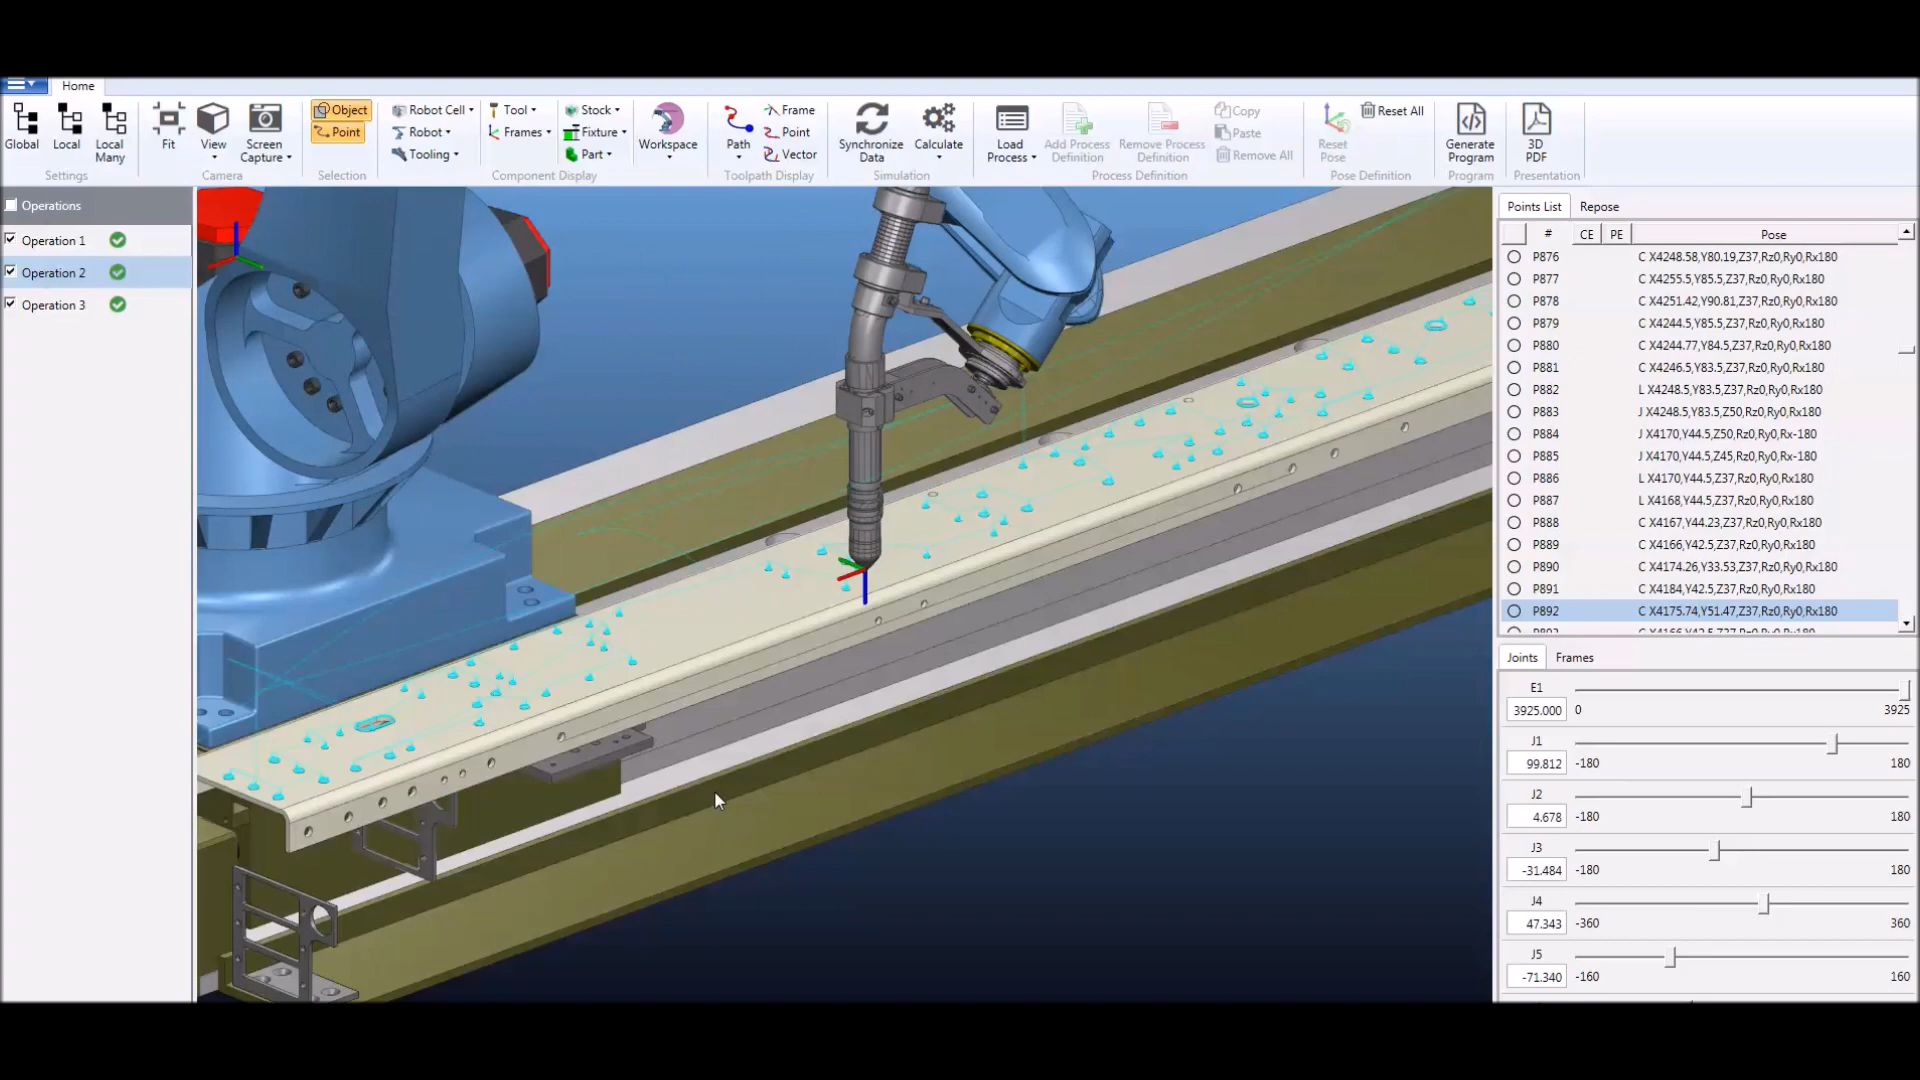 Home
Global
Local
Local Many
Settings
Fit
View
Screen Capture
Camera
Object
Point
Selection
Robot Cell
Robot
Tooling
Tool
Frames
Stock
Fixture
Part
Workspace
Component Display
Path
Frame
Point
Vector
Toolpath Display
Synchronize Data
Calculate
Simulation
Load Process
Add Process Definition
Remove Process Definition
Copy
Paste
Remove All
Process Definition
Reset Pose
Reset All
Pose Definition
Generate Program
Program
3D PDF
Presentation
Operations
Operation 1
Operation 2
Operation 3
Points List Repose
# CE PE Pose
P876 C X4248.58,Y80.19,Z37,Rz0,Ry0,Rx180
P877 C X4255.5,Y85.5,Z37,Rz0,Ry0,Rx180
P878 C X4251.42,Y90.81,Z37,Rz0,Ry0,Rx180
P879 C X4244.5,Y85.5,Z37,Rz0,Ry0,Rx180
P880 C X4244.77,Y84.5,Z37,Rz0,Ry0,Rx180
P881 C X4246.5,Y83.5,Z37,Rz0,Ry0,Rx180
P882 L X4248.5,Y83.5,Z37,Rz0,Ry0,Rx180
P883 J X4248.5,Y83.5,Z50,Rz0,Ry0,Rx180
P884 J X4170,Y44.5,Z50,Rz0,Ry0,Rx-180
P885 J X4170,Y44.5,Z45,Rz0,Ry0,Rx-180
P886 L X4170,Y44.5,Z37,Rz0,Ry0,Rx180
P887 L X4168,Y44.5,Z37,Rz0,Ry0,Rx180
P888 C X4167,Y44.23,Z37,Rz0,Ry0,Rx180
P889 C X4166,Y42.5,Z37,Rz0,Ry0,Rx180
P890 C X4174.26,Y33.53,Z37,Rz0,Ry0,Rx180
P891 C X4184,Y42.5,Z37,Rz0,Ry0,Rx180
P892 C X4175.74,Y51.47,Z37,Rz0,Ry0,Rx180
P893 C X4166,Y42.5,Z37,Rz0,Ry0,Rx180
Joints Frames
E1
3925.000 0 3925
J1
99.812 -180 180
J2
4.678 -180 180
J3
-31.484 -180 180
J4
47.343 -360 360
J5
-71.340 -160 160